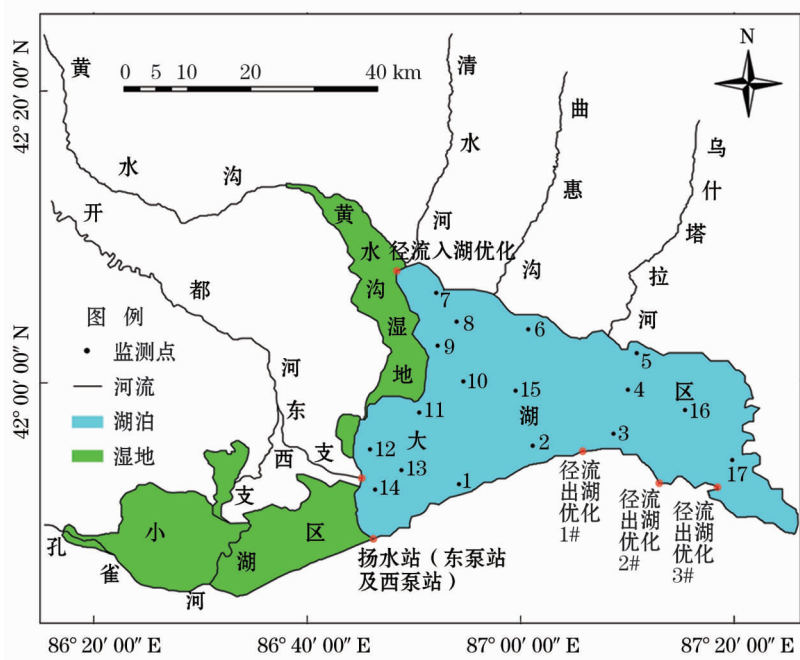 N
42° 20′ 00″ N
42° 00′ 00″ N
0 5 10 20 40 km
黄水沟
清水河
曲惠沟
乌什塔拉河
开都河
东支
西支
黄水沟湿地
径流入湖优化
图 例
监测点
河流
湖泊
湿地
7
8
6
9
5
10
15
4
16
11
3
2
12
13
17
14
1
大湖区
小湖区
孔雀河
径流出湖优化1#
径流出湖优化2#
径流出湖优化3#
扬水站（东泵站
及西泵站）
86° 20′ 00″ E
86° 40′ 00″ E
87° 00′ 00″ E
87° 20′ 00″ E